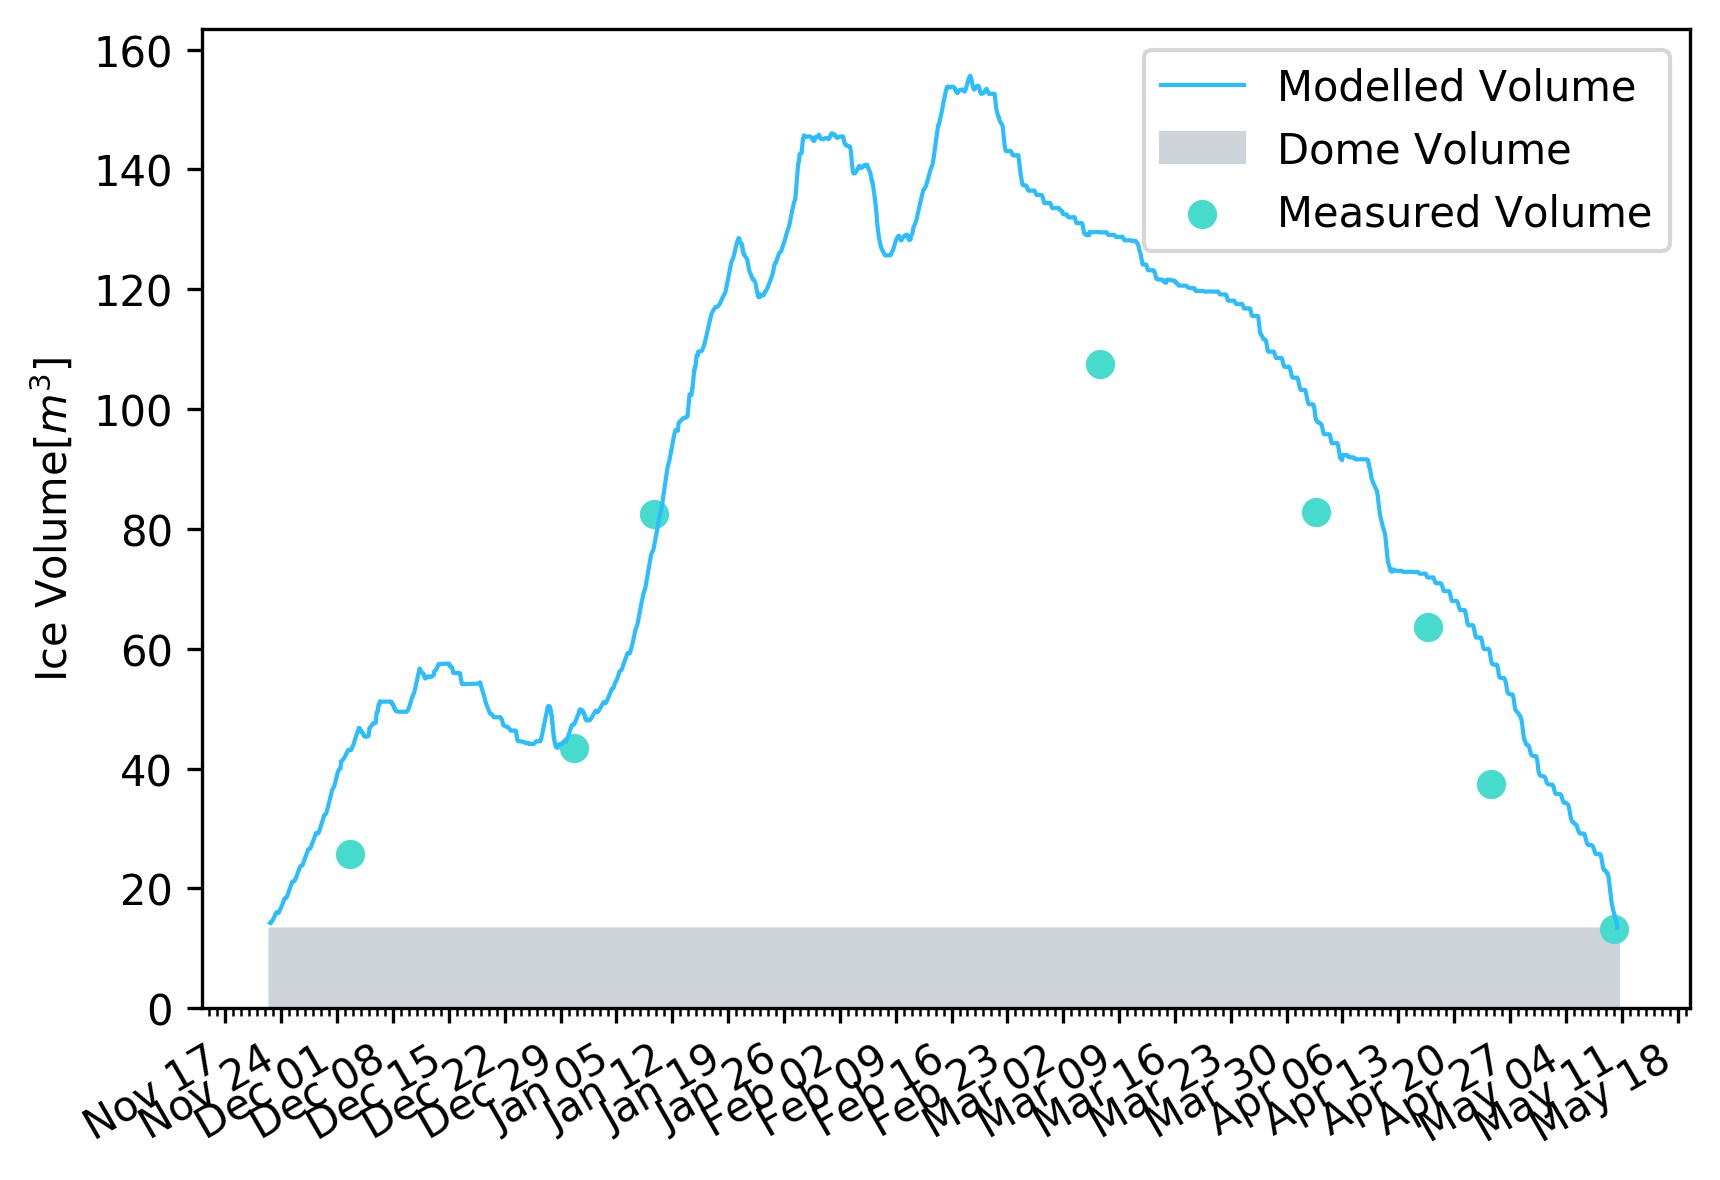 160
140
120
100
80
60
40
20
0
Ice Volume[m³]
Modelled Volume
Dome Volume
Measured Volume
Nov 17
Nov 24
Dec 01
Dec 08
Dec 15
Dec 22
Dec 29
Jan 05
Jan 12
Jan 19
Jan 26
Feb 02
Feb 09
Feb 16
Feb 23
Mar 02
Mar 09
Mar 16
Mar 23
Mar 30
Apr 06
Apr 13
Apr 20
Apr 27
May 04
May 11
May 18